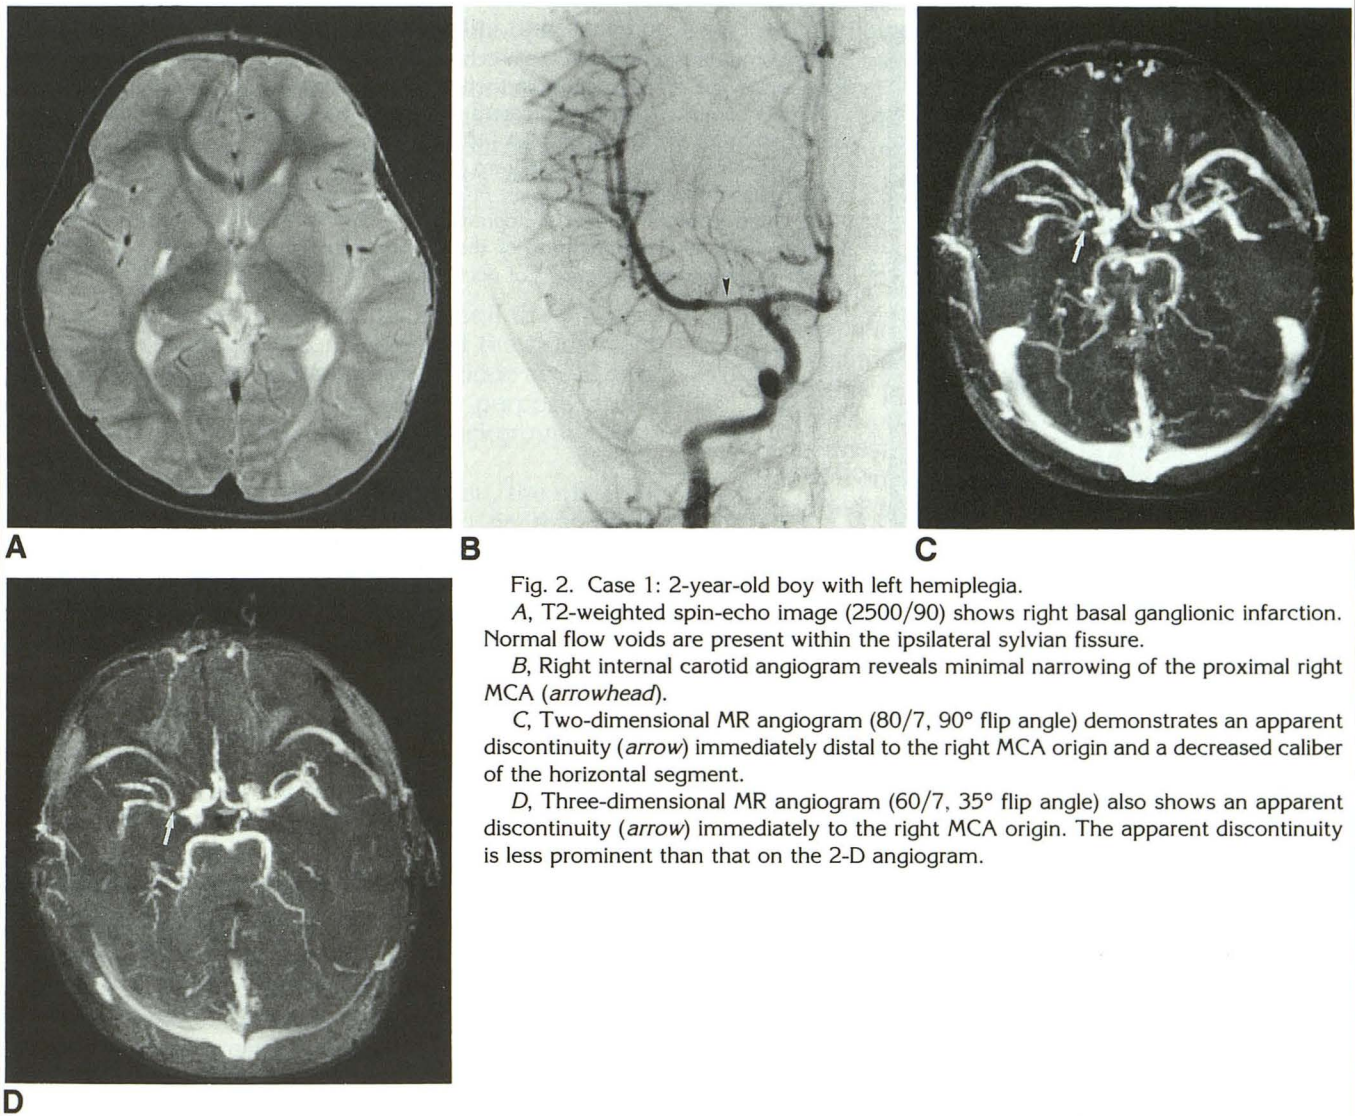 A
B
C
D
Fig. 2. Case 1: 2-year-old boy with left hemiplegia.
A, T2-weighted spin-echo image (2500/90) shows right basal ganglionic infarction.
Normal flow voids are present within the ipsilateral sylvian fissure.
B, Right internal carotid angiogram reveals minimal narrowing of the proximal right
MCA (arrowhead).
C, Two-dimensional MR angiogram (80/7, 90° flip angle) demonstrates an apparent
discontinuity (arrow) immediately distal to the right MCA origin and a decreased caliber
of the horizontal segment.
D, Three-dimensional MR angiogram (60/7, 35° flip angle) also shows an apparent
discontinuity (arrow) immediately to the right MCA origin. The apparent discontinuity
is less prominent than that on the 2-D angiogram.